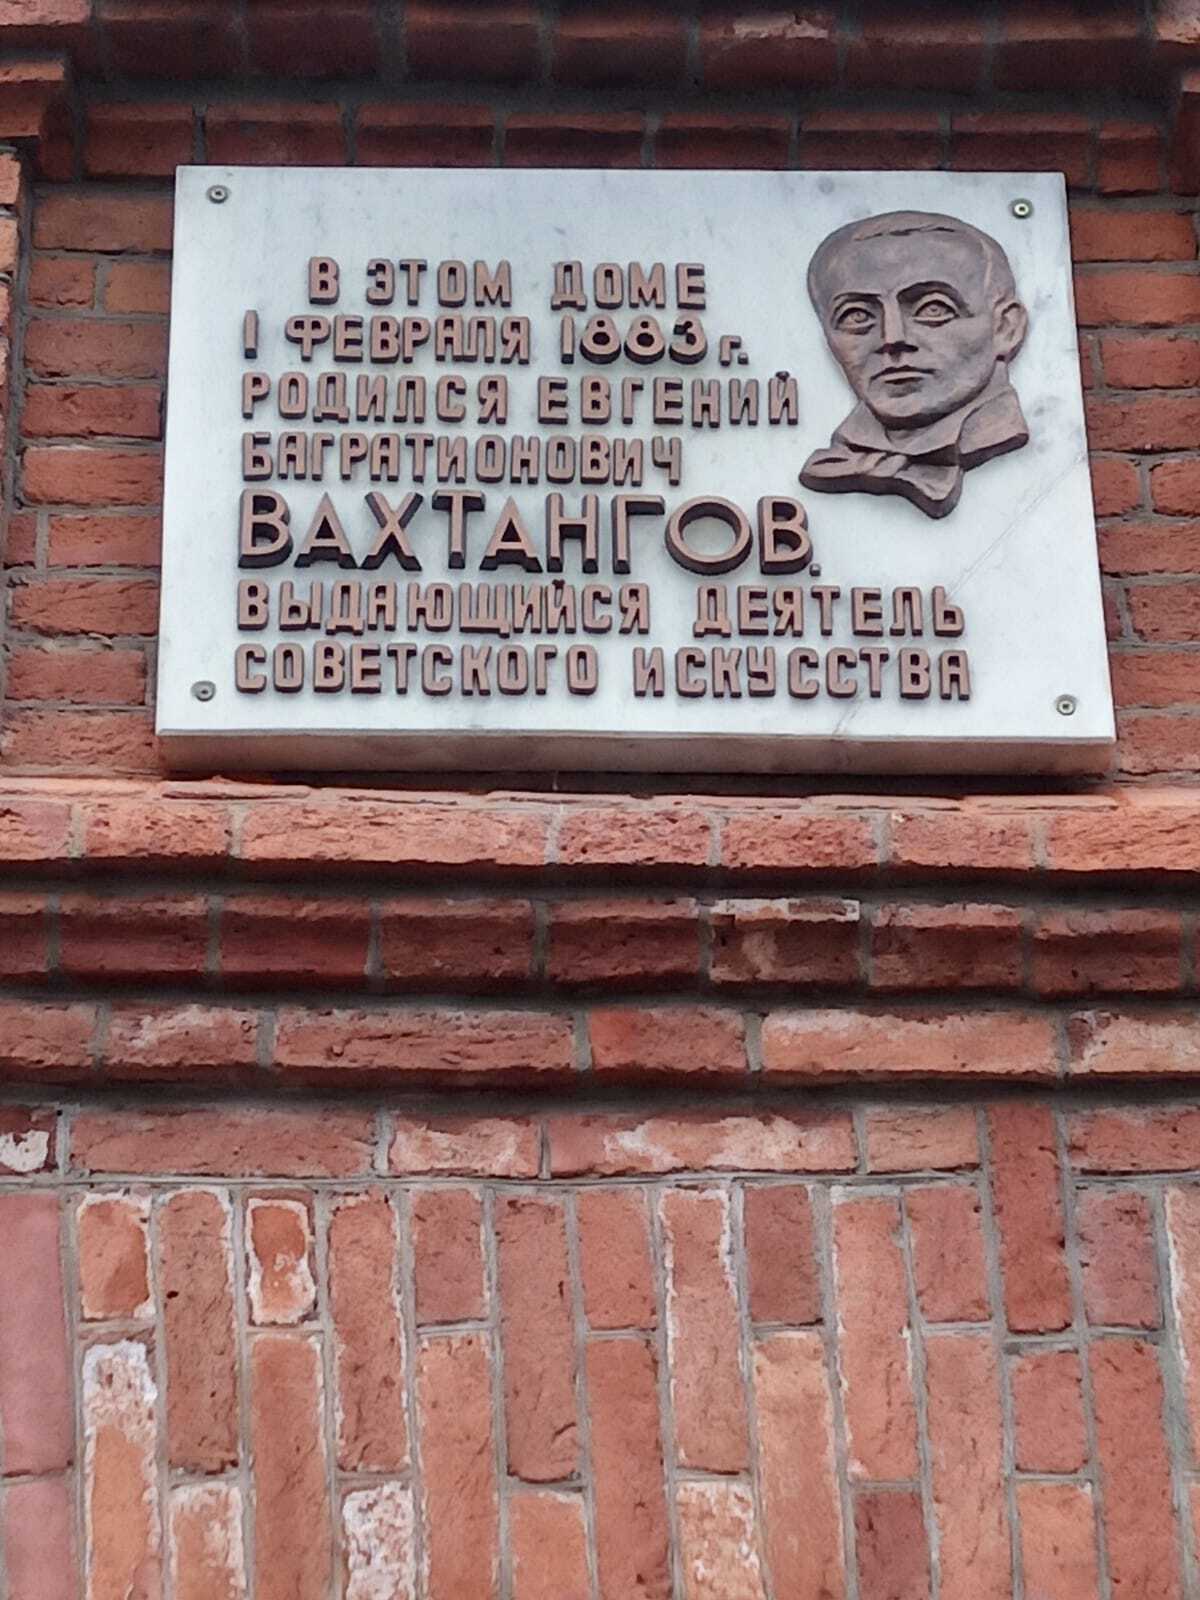 В ЭТОМ ДОМЕ
1 ФЕВРАЛЯ 1883 г.
РОДИЛСЯ ЕВГЕНИЙ
БАГРАТИОНОВИЧ
ВАХТАНГОВ.
ВЫДАЮЩИЙСЯ ДЕЯТЕЛЬ
СОВЕТСКОГО ИСКУССТВА